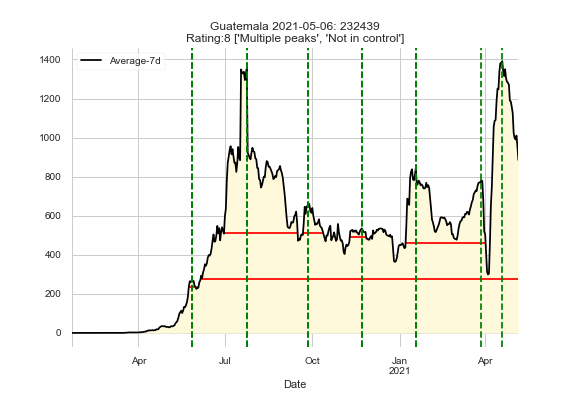 Guatemala 2021-05-06: 232439
Rating:8 ['Multiple peaks', 'Not in control']
Average-7d
1400
1200
1000
800
600
400
200
0
Apr
Jul
Oct
Jan
2021
Apr
Date